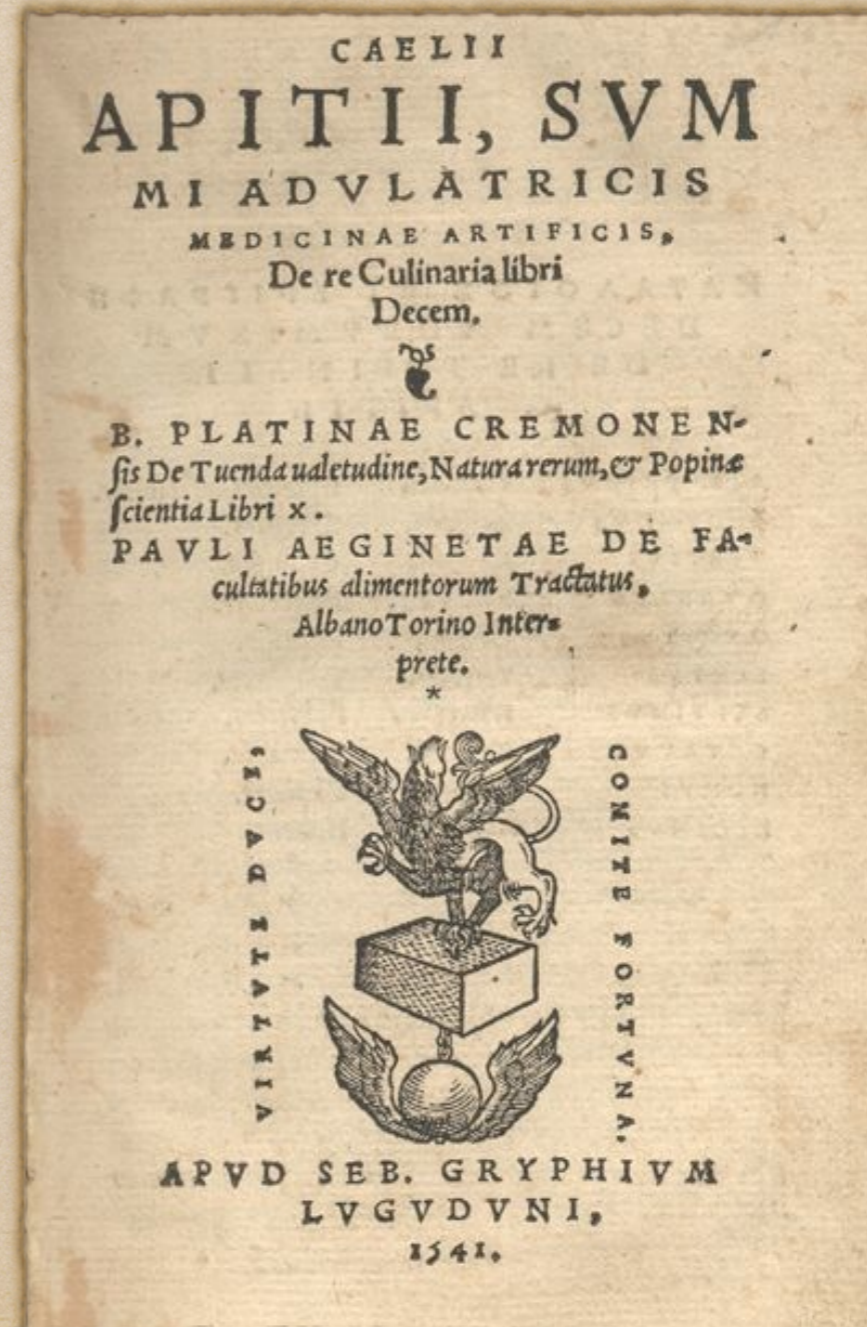 CAELII
APITII, SVM
MI ADVLATRICIS
MEDICINAE ARTIFICIS,
De re Culinaria libri
Decem.
B. PLATINAE CREMONEN-
ſis De Tuenda ualetudine, Natura rerum, & Popinæ
ſcientia Libri x.
PAVLI AEGINETAE DE FA-
cultatibus alimentorum Tractatus,
Albano Torino Inter-
prete.
*
VIRTVTE DVCE,
COMITE FORTVNA.
APVD SEB. GRYPHIVM
LVGVDVNI,
1541.